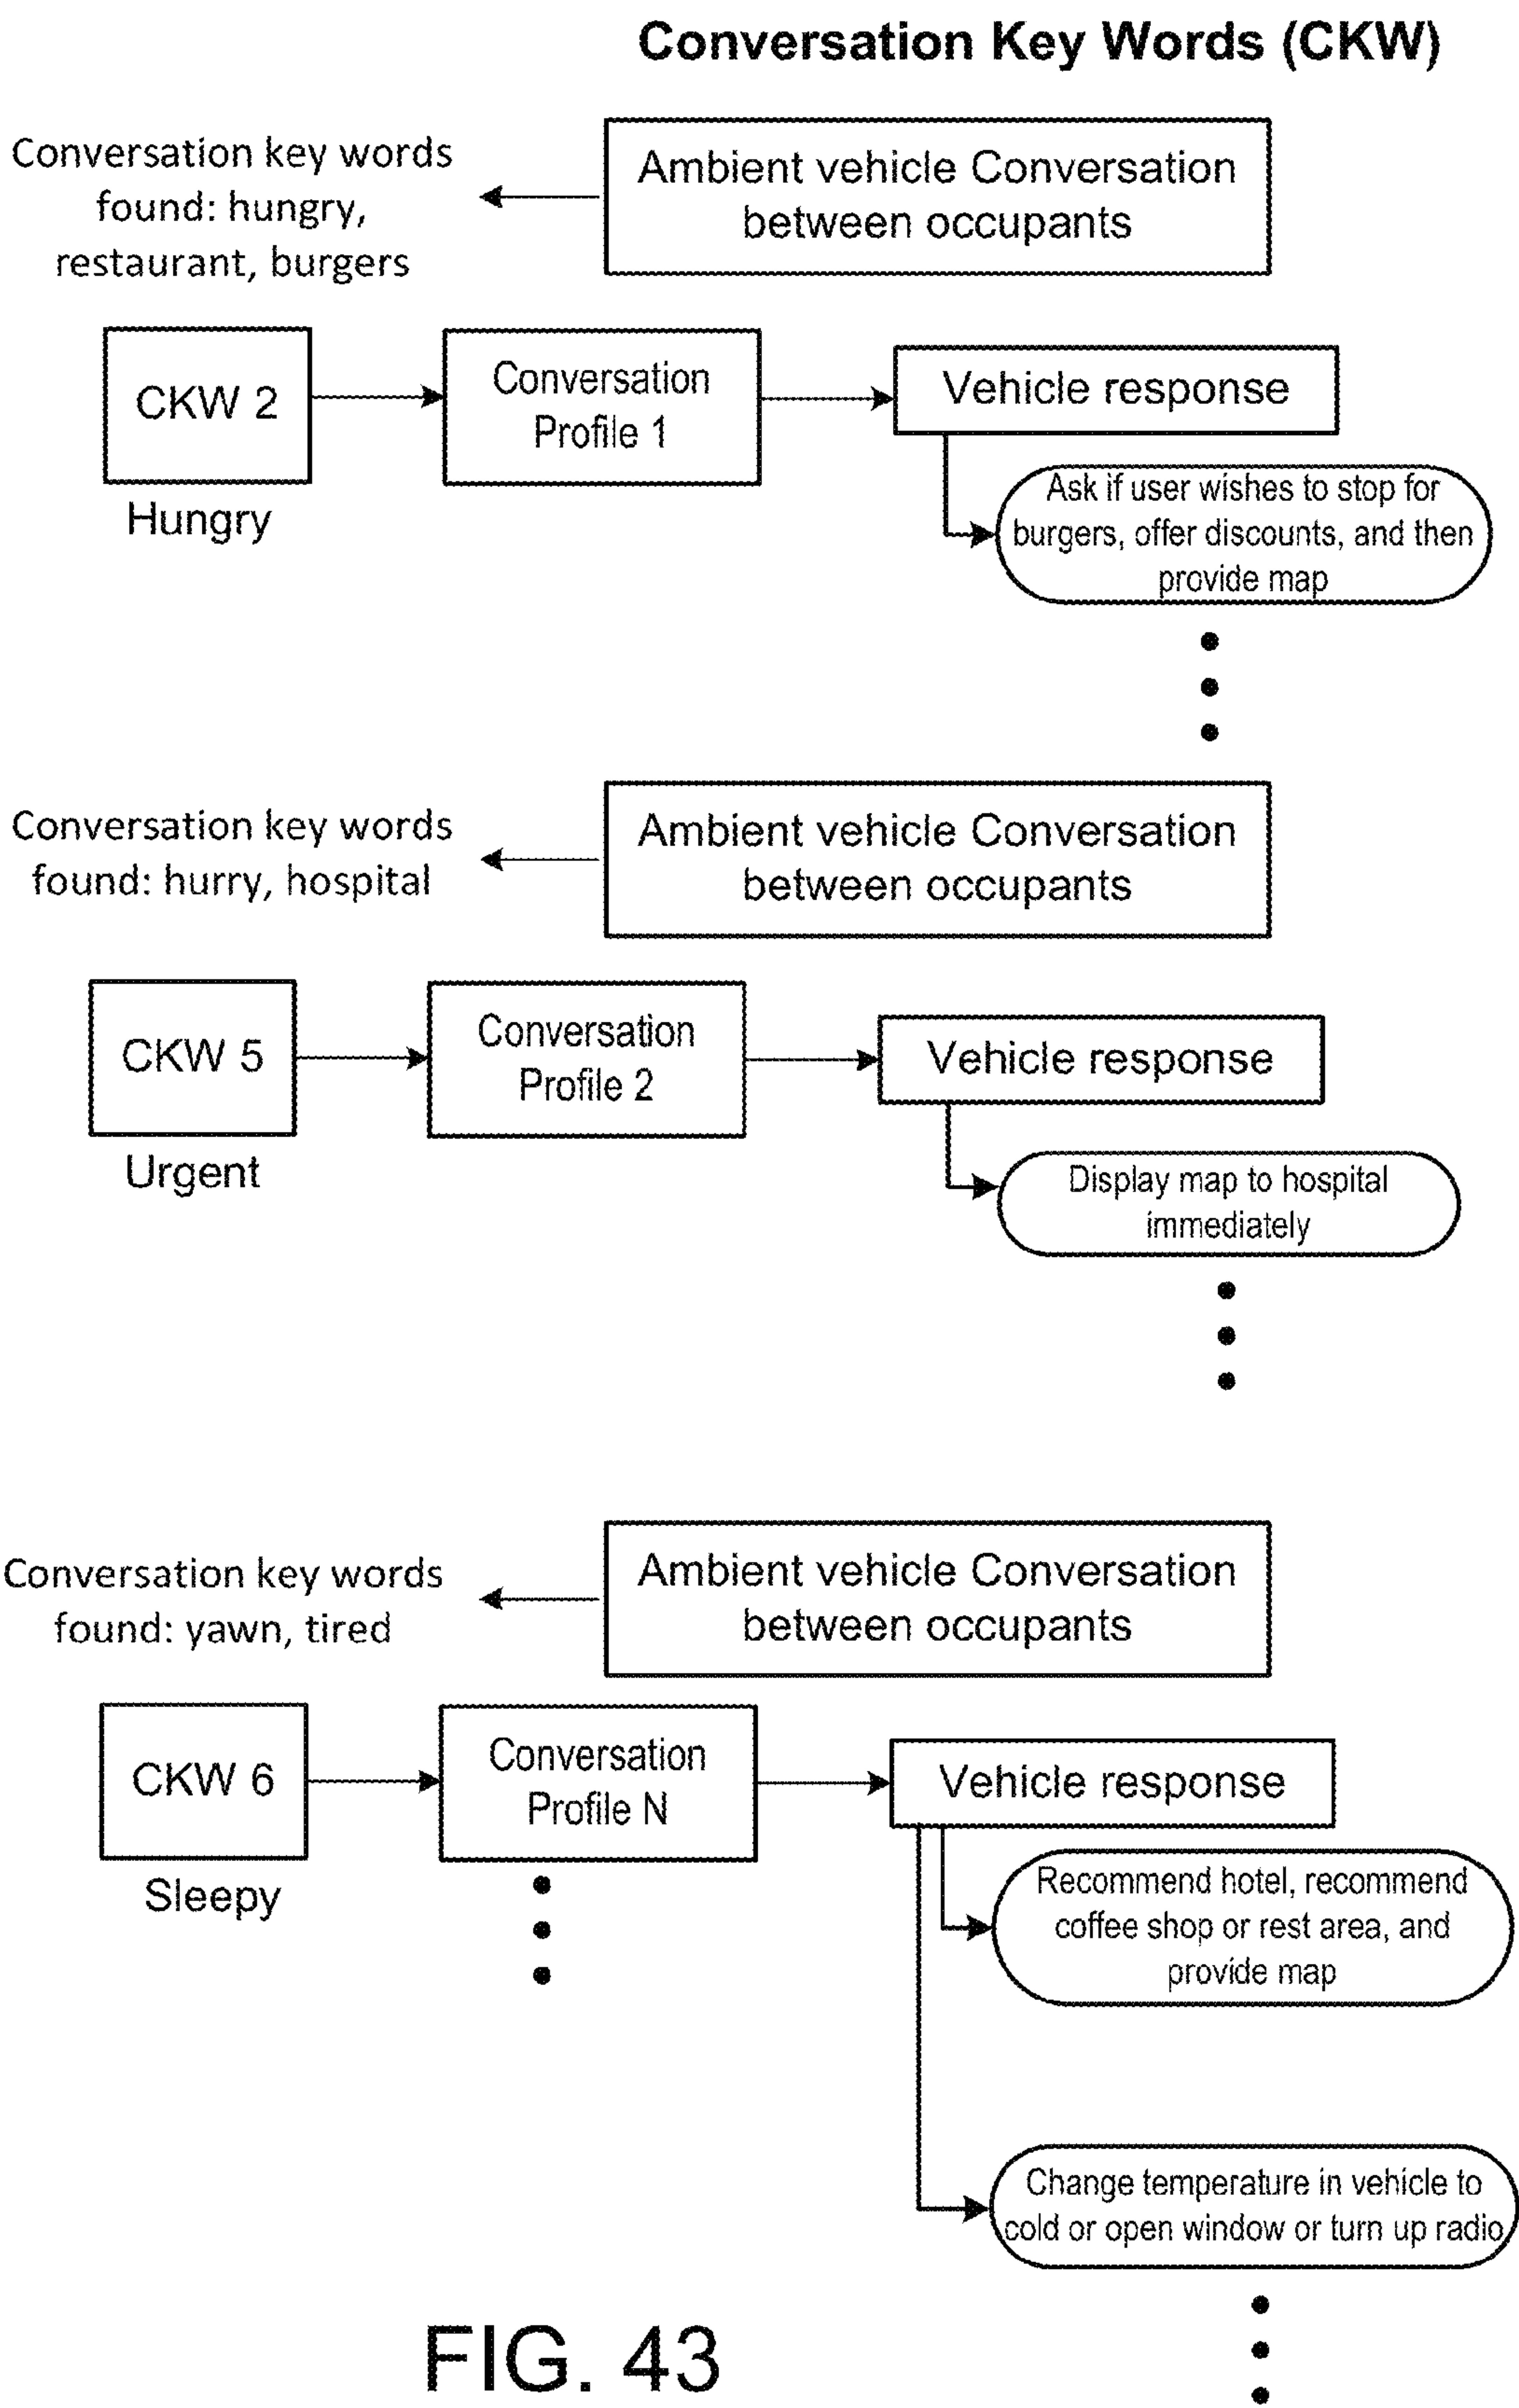 Conversation Key Words (CKW)
Conversation key words
found: hungry,
restaurant, burgers
Ambient vehicle Conversation
between occupants
CKW 2
Hungry
Conversation
Profile 1
Vehicle response
Ask if user wishes to stop for
burgers, offer discounts, and then
provide map
Conversation key words
found: hurry, hospital
Ambient vehicle Conversation
between occupants
CKW 5
Urgent
Conversation
Profile 2
Vehicle response
Display map to hospital
immediately
Conversation key words
found: yawn, tired
Ambient vehicle Conversation
between occupants
CKW 6
Sleepy
Conversation
Profile N
Vehicle response
Recommend hotel, recommend
coffee shop or rest area, and
provide map
Change temperature in vehicle to
cold or open window or turn up radio
FIG. 43